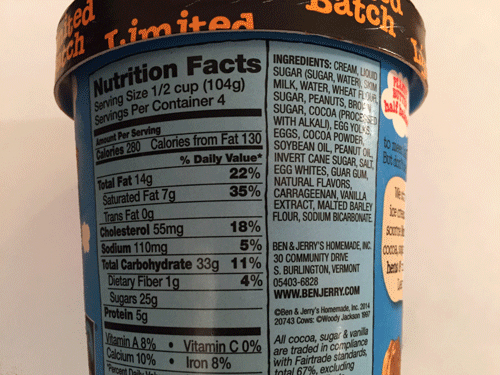 Limited
Batch
Nutrition Facts
Serving Size 1/2 cup (104g)
Servings Per Container 4
Amount Per Serving
Calories 280 Calories from Fat 130
% Daily Value*
Total Fat 14g 22%
Saturated Fat 7g 35%
Trans Fat 0g
Cholesterol 55mg 18%
Sodium 110mg 5%
Total Carbohydrate 33g 11%
Dietary Fiber 1g 4%
Sugars 25g
Protein 5g
Vitamin A 8% • Vitamin C 0%
Calcium 10% • Iron 8%
*Percent Daily
INGREDIENTS: CREAM, LIQUID
SUGAR (SUGAR, WATER), SKIM
MILK, WATER, WHEAT FLOUR,
SUGAR, PEANUTS, BROWN
SUGAR, COCOA (PROCESSED
WITH ALKALI), EGG YOLKS,
EGGS, COCOA POWDER,
SOYBEAN OIL, PEANUT OIL,
INVERT CANE SUGAR, SALT,
EGG WHITES, GUAR GUM,
NATURAL FLAVORS,
CARRAGEENAN, VANILLA
EXTRACT, MALTED BARLEY
FLOUR, SODIUM BICARBONATE.
BEN & JERRY'S HOMEMADE, INC.
30 COMMUNITY DRIVE
S. BURLINGTON, VERMONT
05403-6828
WWW.BENJERRY.COM
©Ben & Jerry's Homemade, Inc. 2014
20743 Cows: ©Woody Jackson 1997
All cocoa, sugar & vanilla
are traded in compliance
with Fairtrade standards,
total 67%, excluding